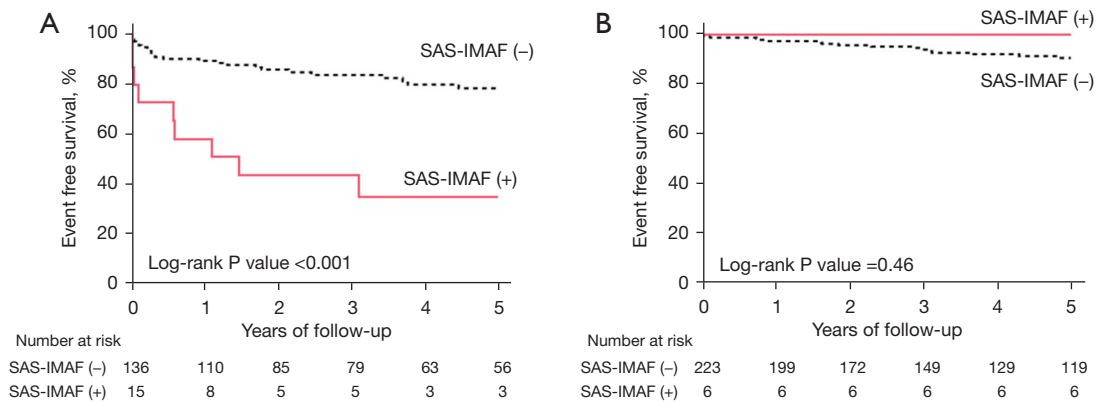 A
100
80
60
40
20
0
Event free survival, %
SAS-IMAF (–)
SAS-IMAF (+)
Log-rank P value <0.001
0 1 2 3 4 5
Years of follow-up
Number at risk
SAS-IMAF (–) 136 110 85 79 63 56
SAS-IMAF (+) 15 8 5 5 3 3
B
100
80
60
40
20
0
Event free survival, %
SAS-IMAF (+)
SAS-IMAF (–)
Log-rank P value =0.46
0 1 2 3 4 5
Years of follow-up
Number at risk
SAS-IMAF (–) 223 199 172 149 129 119
SAS-IMAF (+) 6 6 6 6 6 6